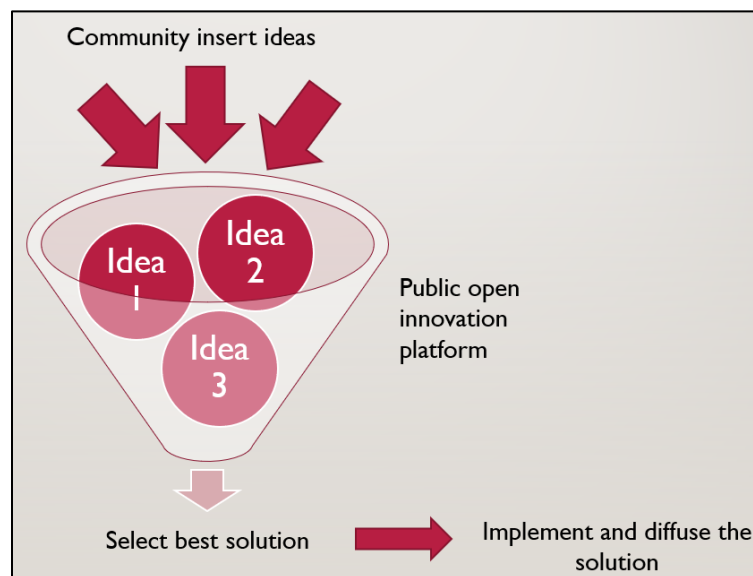 Community insert ideas
Idea
1
Idea
2
Idea
3
Public open
innovation
platform
Select best solution
Implement and diffuse the
solution